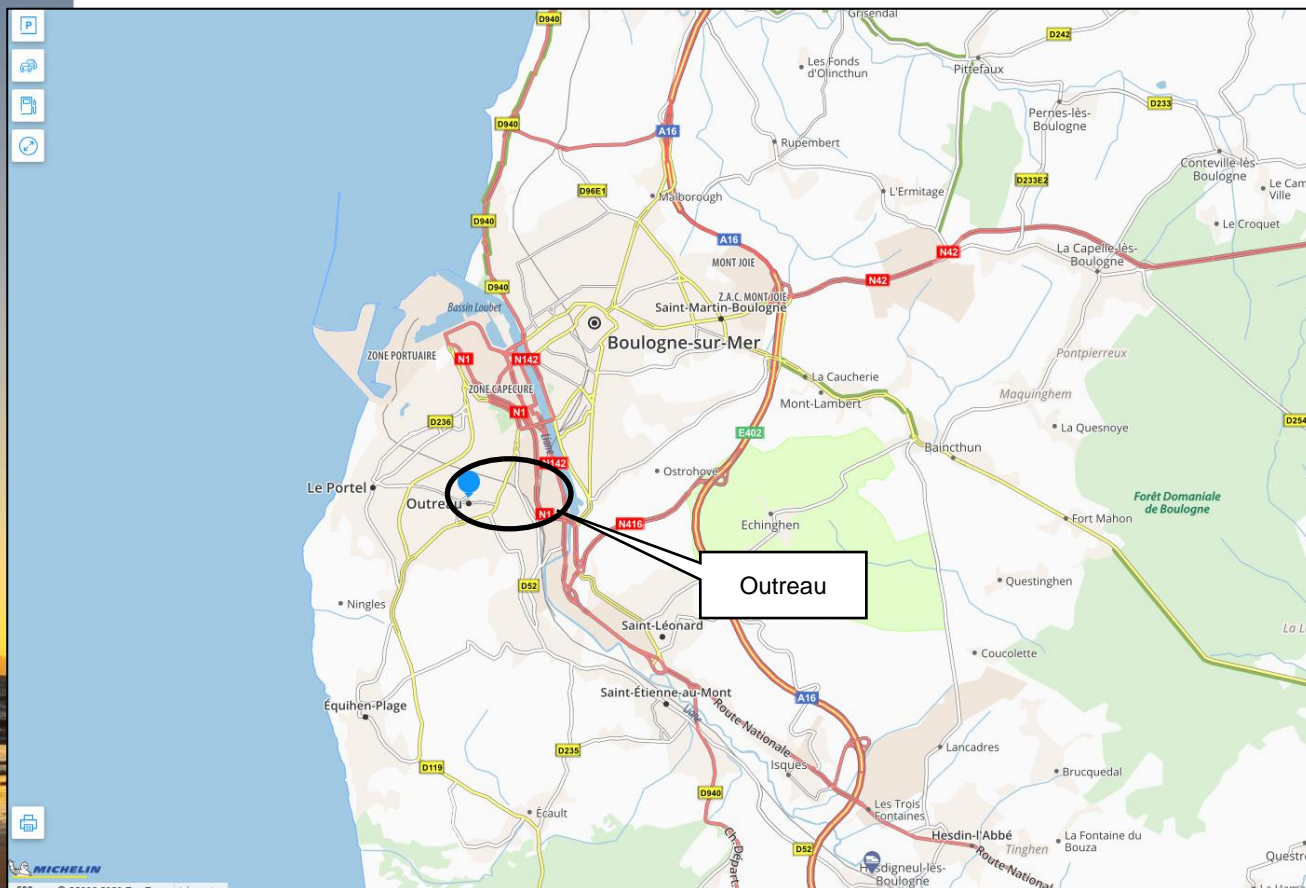 P
D940
Grisendal
D242
Les Fonds
d'Olincthun
Pittefaux
D233
Pernes-lès-
Boulogne
D940
A16
Rupembert
Conteville-lès-
Boulogne
D96E1
Malborough
L'Ermitage
D233E2
Le Croquet
D940
A16
MONT JOIE
N42
La Capelle-lès-
Boulogne
N42
D940
Bassin Loubet
Z.A.C. MONT JOIE
Saint-Martin-Boulogne
Boulogne-sur-Mer
ZONE PORTUAIRE
N1
N142
Pontpierreux
La Caucherie
ZONE CAPECURE
Mont-Lambert
Maquinghem
N1
D236
E402
La Quesnoye
D254
Liane
Baincthun
N142
Ostrohove
Le Portel
Outreau
Forêt Domaniale
de Boulogne
N1
N416
Echinghen
Fort Mahon
Outreau
D52
Questinghen
Ningles
Saint-Léonard
Coucolette
Saint-Étienne-au-Mont
A16
Équihen-Plage
Liane
Route Nationale
D235
Lancadres
D119
Isques
Brucquedal
D940
Écault
Les Trois
Fontaines
Hesdin-l'Abbé
La Fontaine du
Bouza
Tinghen
D52
Route Nationale
MICHELIN
Hesdigneul-lès-
Boulogne